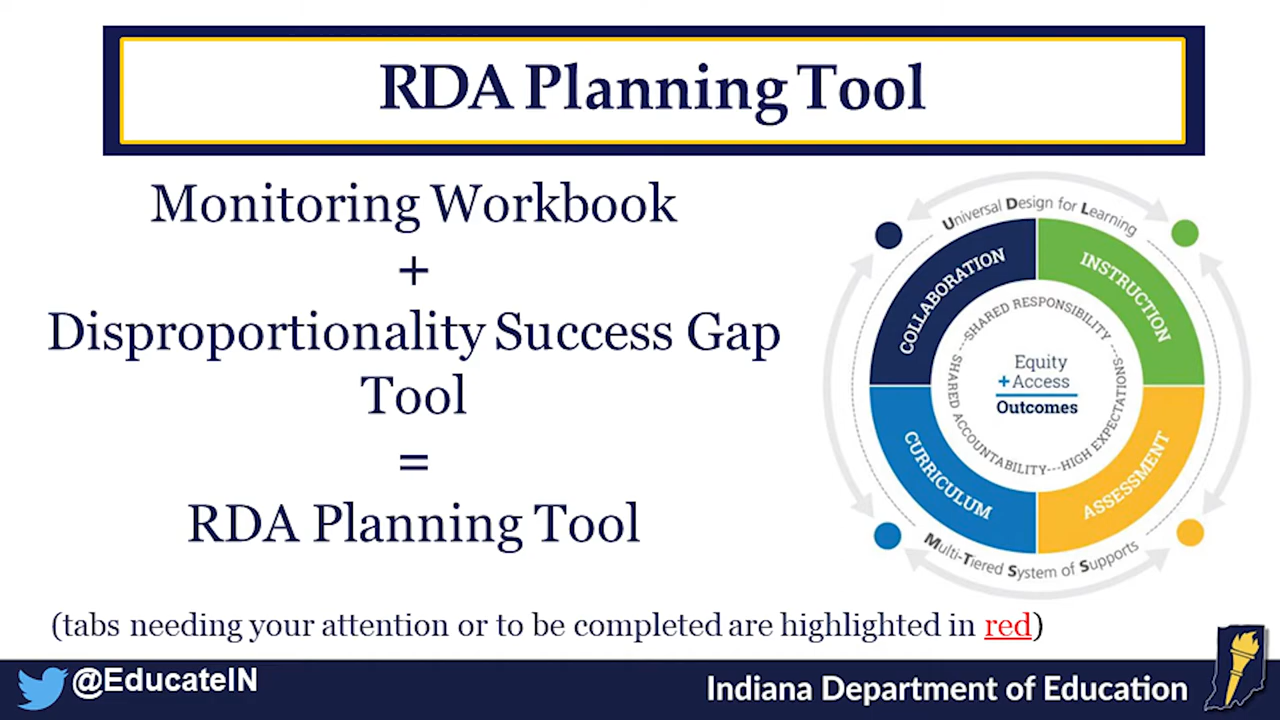 RDA Planning Tool
Monitoring Workbook
+
Disproportionality Success Gap
Tool
=
RDA Planning Tool
(tabs needing your attention or to be completed are highlighted in red)
Universal Design for Learning
COLLABORATION
INSTRUCTION
---SHARED RESPONSIBILITY---
SHARED ACCOUNTABILITY---HIGH EXPECTATIONS
Equity
+Access
Outcomes
CURRICULUM
ASSESSMENT
Multi-Tiered System of Supports
@EducateIN
Indiana Department of Education